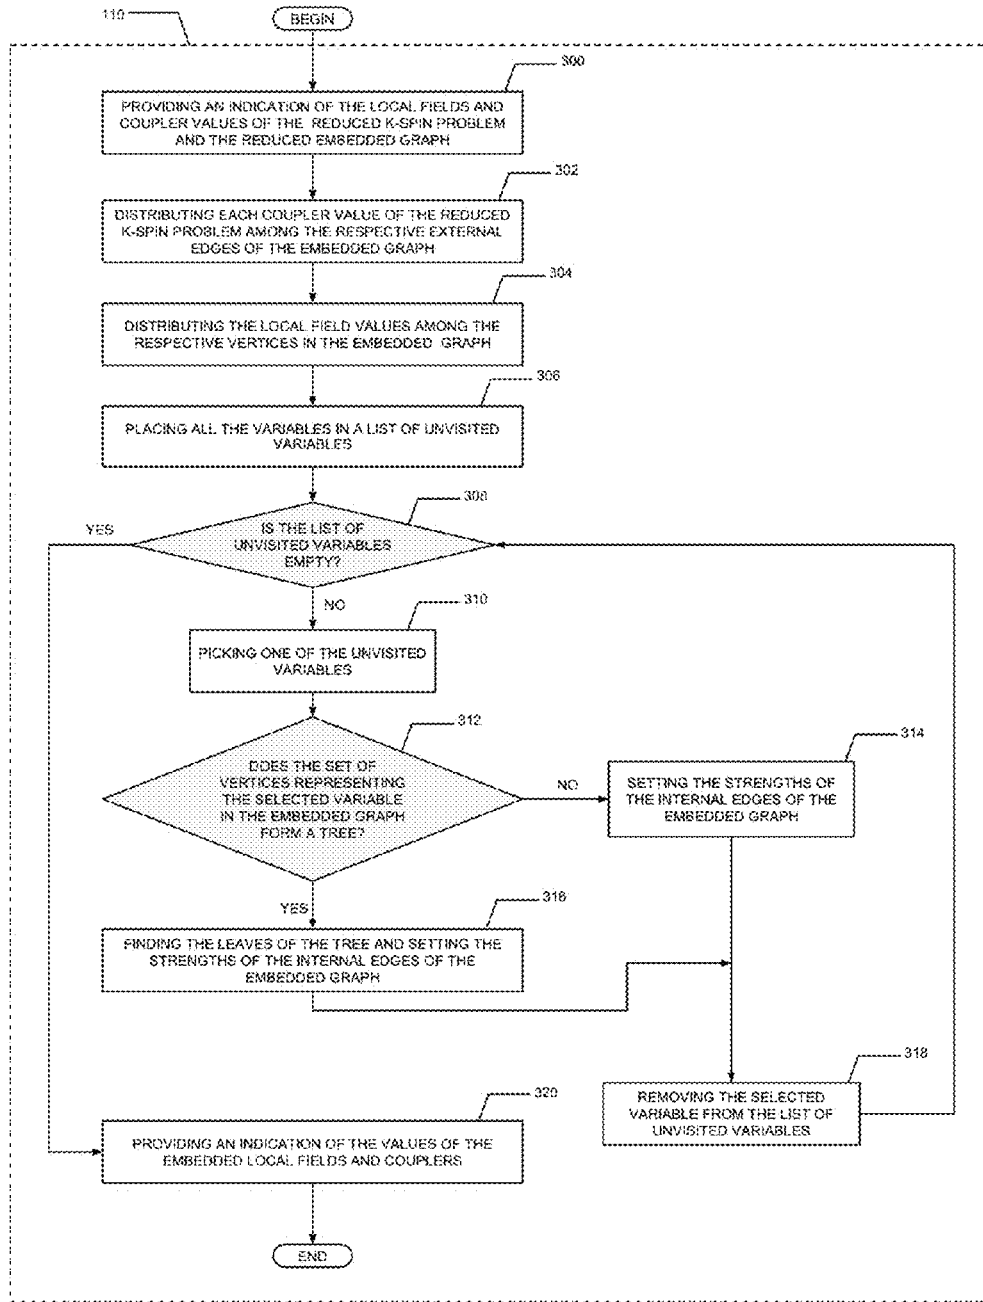 BEGIN
110
300
PROVIDING AN INDICATION OF THE LOCAL FIELDS AND
COUPLER VALUES OF THE REDUCED K-SPIN PROBLEM
AND THE REDUCED EMBEDDED GRAPH
302
DISTRIBUTING EACH COUPLER VALUE OF THE REDUCED
K-SPIN PROBLEM AMONG THE RESPECTIVE EXTERNAL
EDGES OF THE EMBEDDED GRAPH
304
DISTRIBUTING THE LOCAL FIELD VALUES AMONG THE
RESPECTIVE VERTICES IN THE EMBEDDED GRAPH
306
PLACING ALL THE VARIABLES IN A LIST OF UNVISITED
VARIABLES
308
YES
IS THE LIST OF
UNVISITED VARIABLES
EMPTY?
NO
310
PICKING ONE OF THE UNVISITED
VARIABLES
312
DOES THE SET OF
VERTICES REPRESENTING
THE SELECTED VARIABLE
IN THE EMBEDDED GRAPH
FORM A TREE?
NO
314
SETTING THE STRENGTHS OF
THE INTERNAL EDGES OF THE
EMBEDDED GRAPH
YES
316
FINDING THE LEAVES OF THE TREE AND SETTING THE
STRENGTHS OF THE INTERNAL EDGES OF THE
EMBEDDED GRAPH
318
REMOVING THE SELECTED
VARIABLE FROM THE LIST OF
UNVISITED VARIABLES
320
PROVIDING AN INDICATION OF THE VALUES OF THE
EMBEDDED LOCAL FIELDS AND COUPLERS
END